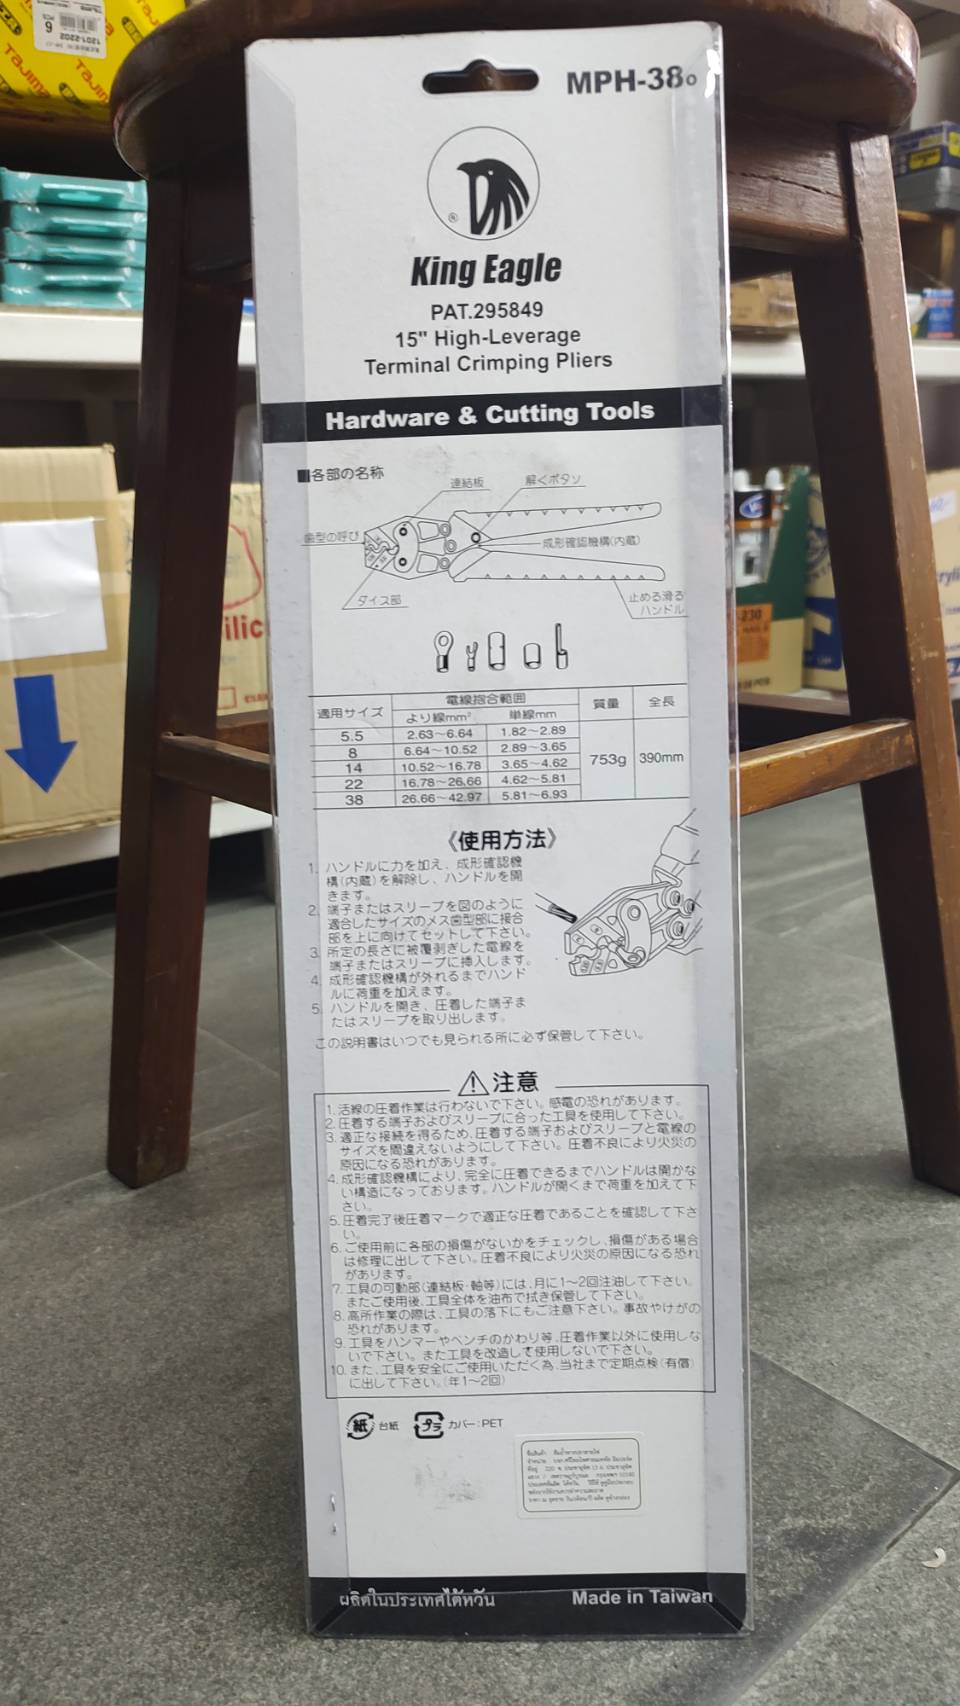 MPH-38
King Eagle
PAT.295849
15" High-Leverage
Terminal Crimping Pliers
Hardware & Cutting Tools
■各部の名称
連結板
解くボタソ
歯型の呼び
成形確認機構(内蔵)
ダイス部
止める滑る
ハンドル
適用サイズ 電線抱合範囲 質量 全長
より線mm² 単線mm
5.5 2.63～6.64 1.82～2.89
8 6.64～10.52 2.89～3.65
14 10.52～16.78 3.65～4.62 753g 390mm
22 16.78～26.66 4.62～5.81
38 26.66～42.97 5.81～6.93
《使用方法》
1. ハンドルに力を加え、成形確認機
構(内蔵)を解除し、ハンドルを開
きます。
2. 端子またはスリーブを図のように
適合したサイズのメス歯型部に接合
部を上に向けてセットして下さい。
3. 所定の長さに被覆剥ぎした電線を
端子またはスリーブに挿入します。
4. 成形確認機構が外れるまでハンド
ルに荷重を加えます。
5. ハンドルを開き、圧着した端子ま
たはスリーブを取り出します。
この説明書はいつでも見られる所に必ず保管して下さい。
注意
1. 活線の圧着作業は行わないで下さい。感電の恐れがあります。
2. 圧着する端子およびスリーブに合った工具を使用して下さい。
3. 適正な接続を得るため、圧着する端子およびスリーブと電線の
サイズを間違えないようにして下さい。圧着不良により火災の
原因になる恐れがあります。
4. 成形確認機構により、完全に圧着できるまでハンドルは開かな
い構造になっております。ハンドルが開くまで荷重を加えて下
さい。
5. 圧着完了後圧着マークで適正な圧着であることを確認して下さ
い。
6. ご使用前に各部の損傷がないかをチェックし、損傷がある場合
は修理に出して下さい。圧着不良により火災の原因になる恐れ
があります。
7. 工具の可動部(連結板・軸等)には、月に1～2回注油して下さい。
またご使用後、工具全体を油布で拭き保管して下さい。
8. 高所作業の際は、工具の落下にもご注意下さい。事故やけがの
恐れがあります。
9. 工具をハンマーやペンチのかわり等、圧着作業以外に使用しな
いで下さい。また工具を改造して使用しないで下さい。
10. また、工具を安全にご使用いただく為、当社まで定期点検(有償)
に出して下さい。(年1～2回)
紙 台紙 プラ カバー:PET
ผลิตในประเทศไต้หวัน Made in Taiwan
1201-2202
TaJima
230